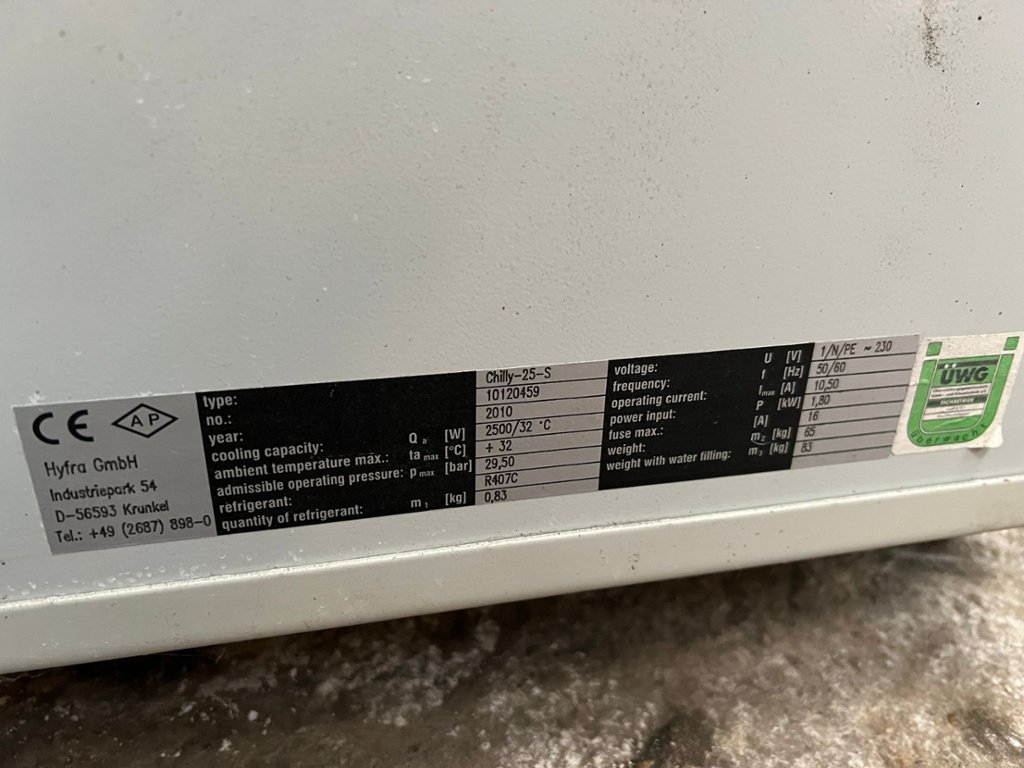 CE AP
Hyfra GmbH
Industriepark 54
D-56593 Krunkel
Tel.: +49 (2687) 898-0
type: Chilly-25-S
no.: 10120459
year: 2010
cooling capacity: Qa [W] 2500/32 °C
ambient temperature max.: ta max [°C] + 32
admissible operating pressure: p max [bar] 29,50
refrigerant: R407C
quantity of refrigerant: m1 [kg] 0,83
voltage: U [V] 1/N/PE ~ 230
frequency: f [Hz] 50/60
operating current: Imax [A] 10,50
power input: P [kW] 1,80
fuse max.: [A] 16
weight: m2 [kg] 65
weight with water filling: m3 [kg] 83
ÜWG
FACHBETRIEB
überwacht